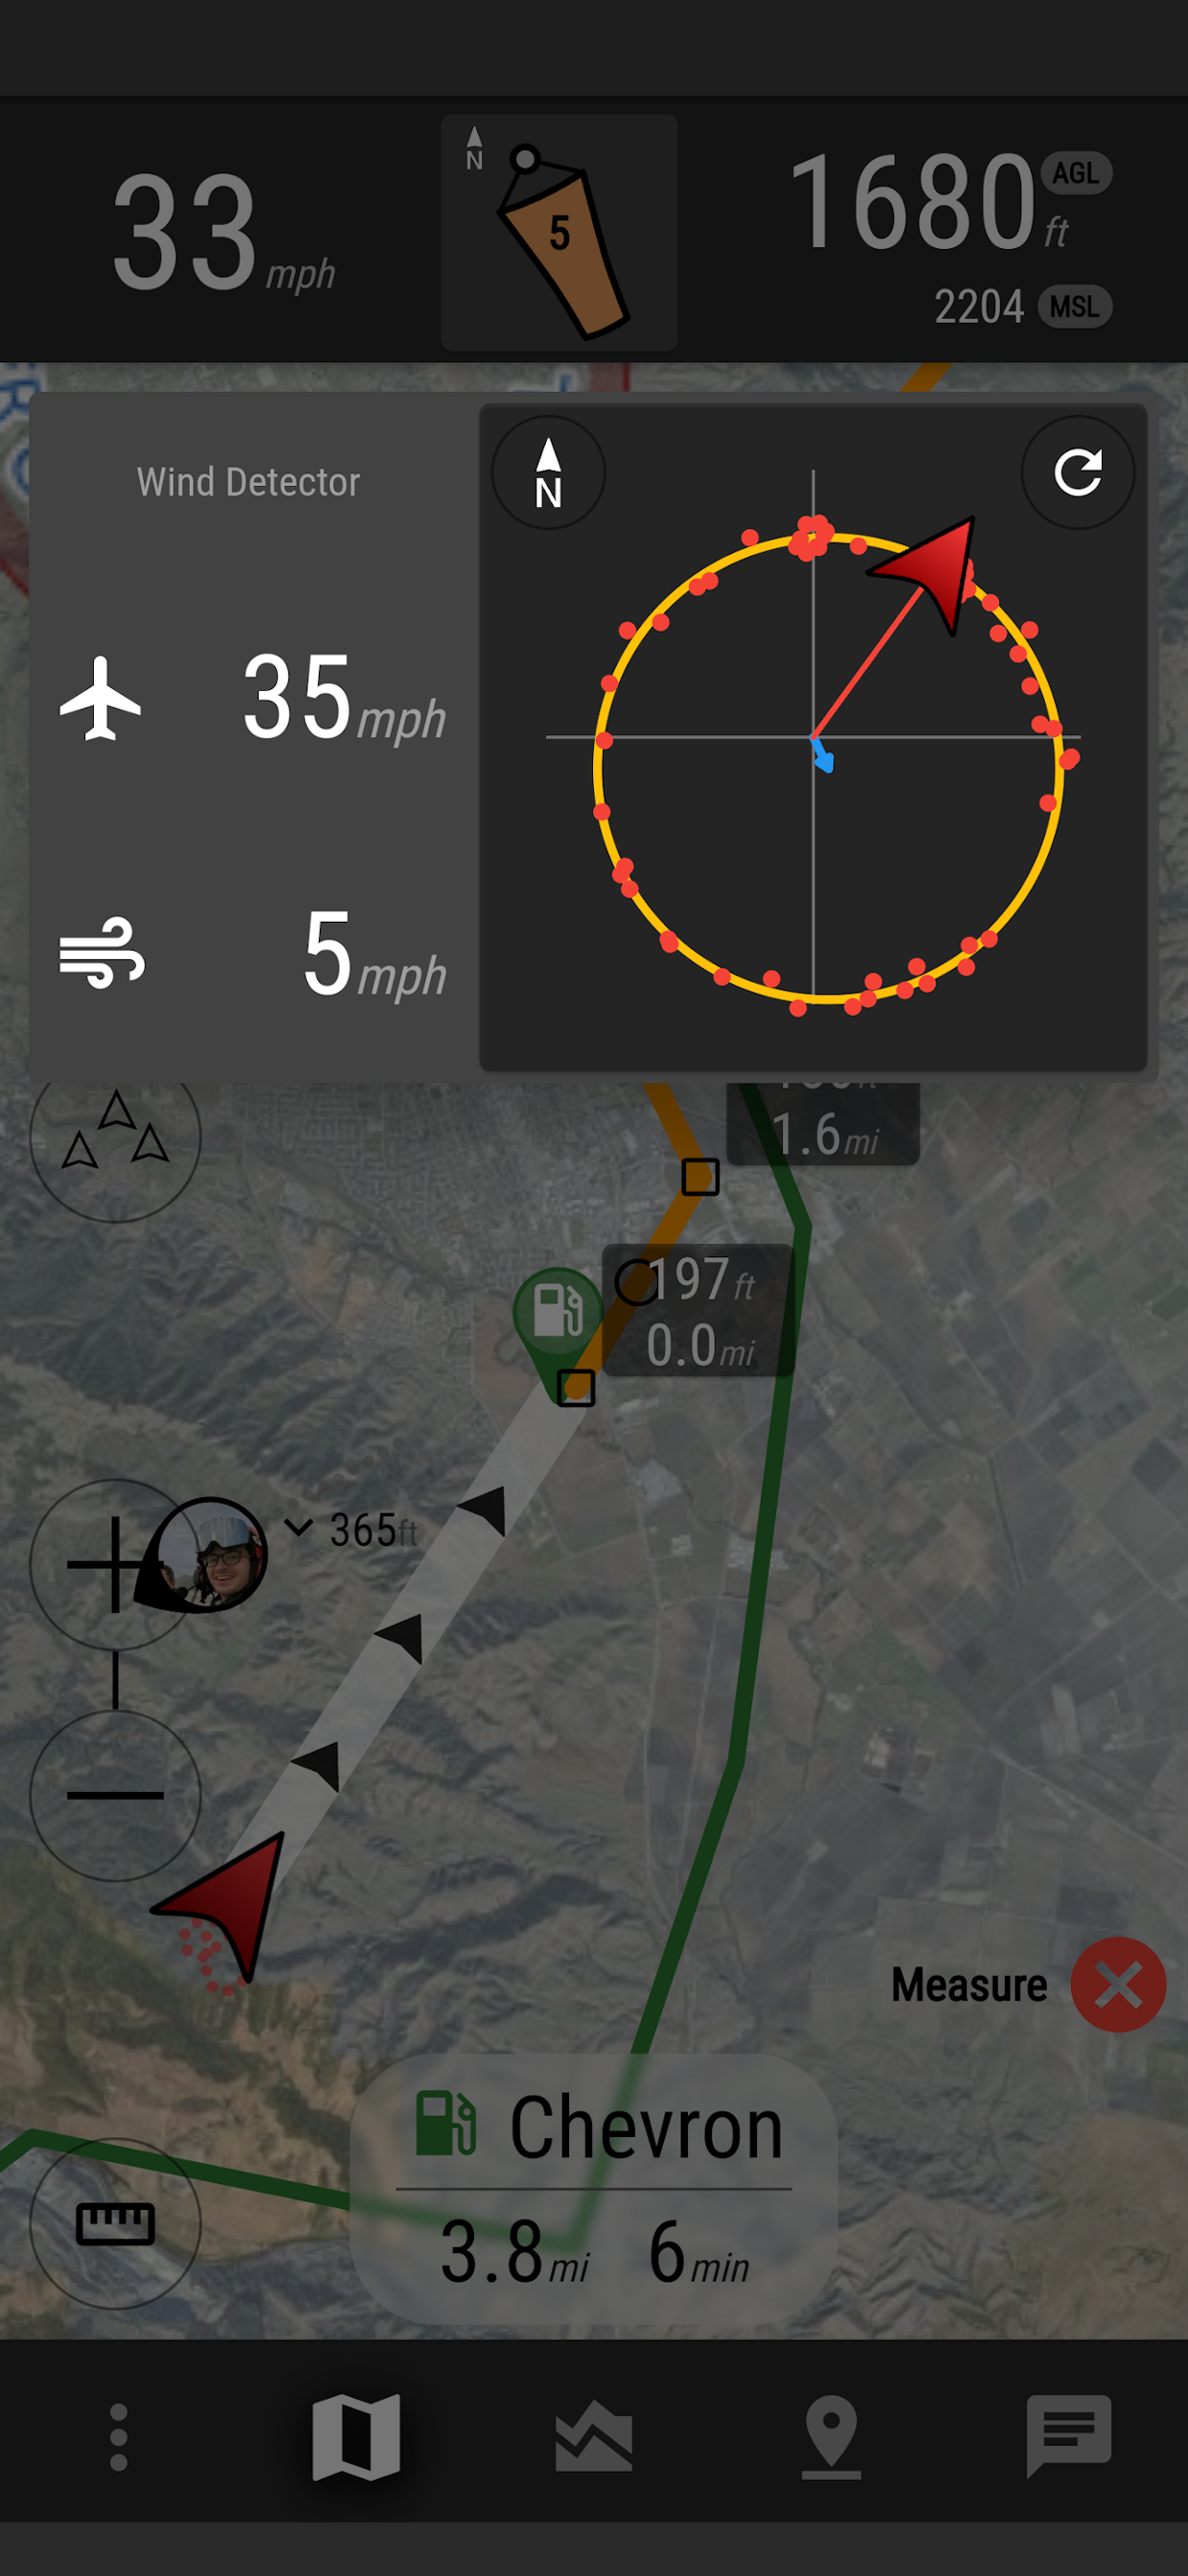 33 mph
N
5
1680 ft AGL
2204 MSL
Wind Detector
N
35 mph
5 mph
1.6 mi
197 ft
0.0 mi
365 ft
Measure
Chevron
3.8 mi 6 min